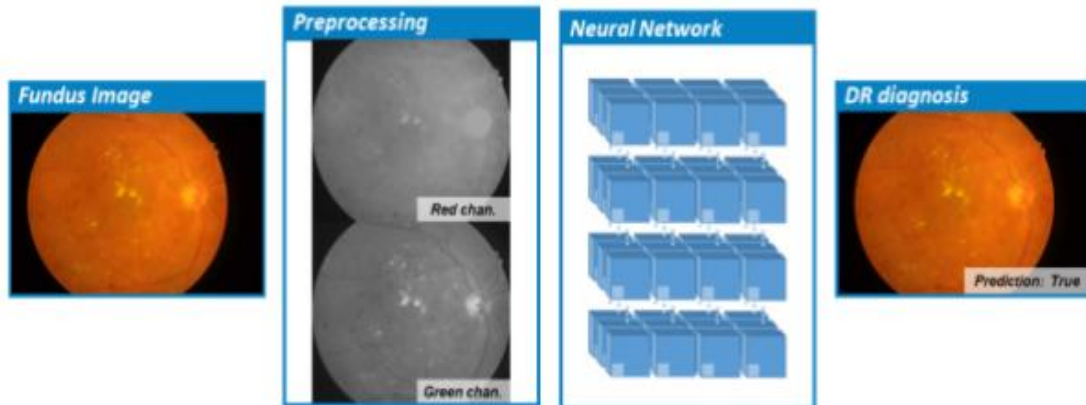 Fundus Image
Preprocessing
Red chan.
Green chan.
Neural Network
DR diagnosis
Prediction: True